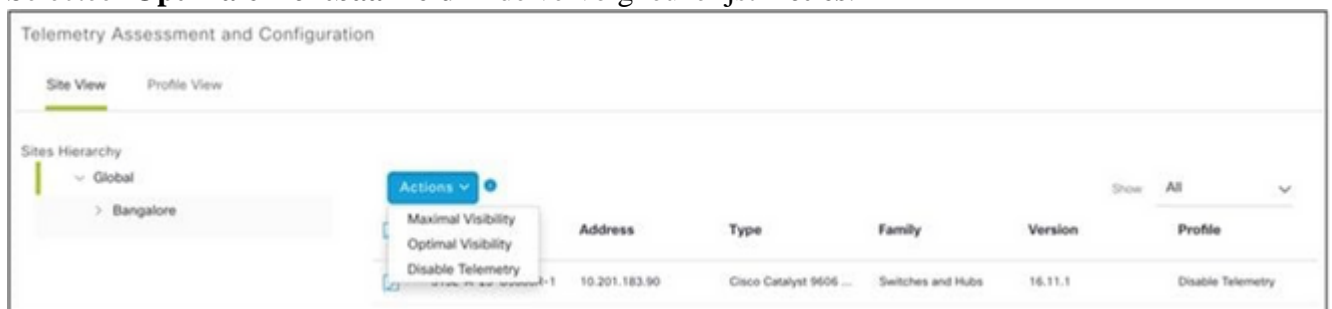 Telemetry Assessment and Configuration
Site View Profile View
Sites Hierarchy
Global
Bangalore
Actions
Show All
Maximal Visibility
Optimal Visibility
Disable Telemetry
Address Type Family Version Profile
10.201.183.90 Cisco Catalyst 9606 ... Switches and Hubs 16.11.1 Disable Telemetry